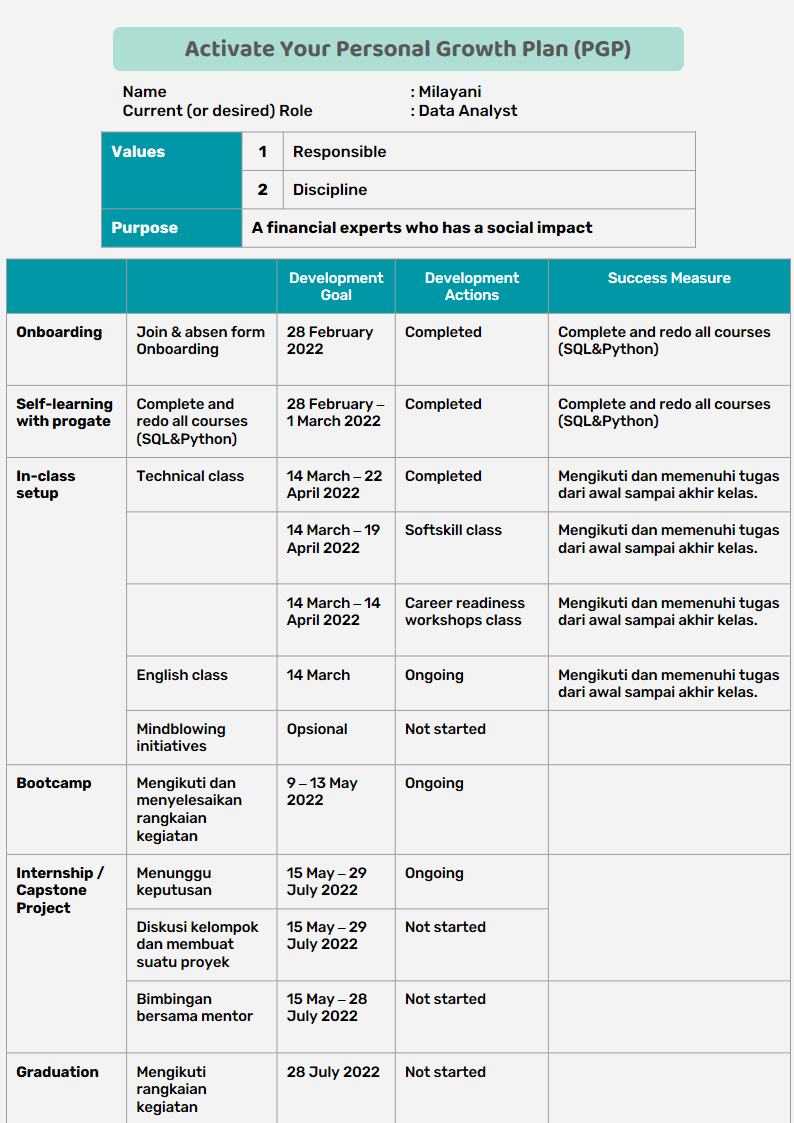 Activate Your Personal Growth Plan (PGP)
Name : Milayani
Current (or desired) Role : Data Analyst
Values 1 Responsible
2 Discipline
Purpose A financial experts who has a social impact
Development Goal Development Actions Success Measure
Onboarding
Join & absen form
Onboarding
28 February
2022
Completed
Complete and redo all courses
(SQL&Python)
Self-learning
with progate
Complete and
redo all courses
(SQL&Python)
28 February –
1 March 2022
Completed
Complete and redo all courses
(SQL&Python)
In-class
setup
Technical class
14 March – 22
April 2022
Completed
Mengikuti dan memenuhi tugas
dari awal sampai akhir kelas.
14 March – 19
April 2022
Softskill class
Mengikuti dan memenuhi tugas
dari awal sampai akhir kelas.
14 March – 14
April 2022
Career readiness
workshops class
Mengikuti dan memenuhi tugas
dari awal sampai akhir kelas.
English class
14 March
Ongoing
Mengikuti dan memenuhi tugas
dari awal sampai akhir kelas.
Mindblowing
initiatives
Opsional
Not started
Bootcamp
Mengikuti dan
menyelesaikan
rangkaian
kegiatan
9 – 13 May
2022
Ongoing
Internship /
Capstone
Project
Menunggu
keputusan
15 May – 29
July 2022
Ongoing
Diskusi kelompok
dan membuat
suatu proyek
15 May – 29
July 2022
Not started
Bimbingan
bersama mentor
15 May – 28
July 2022
Not started
Graduation
Mengikuti
rangkaian
kegiatan
28 July 2022
Not started